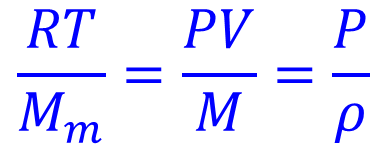 RT/M_m = PV/M = P/ρ